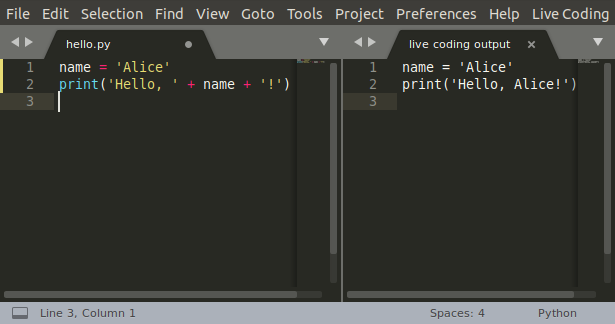 File Edit Selection Find View Goto Tools Project Preferences Help Live Coding
hello.py
1 name = 'Alice'
2 print('Hello, ' + name + '!')
3
live coding output ×
1 name = 'Alice'
2 print('Hello, Alice!')
3
Line 3, Column 1 Spaces: 4 Python